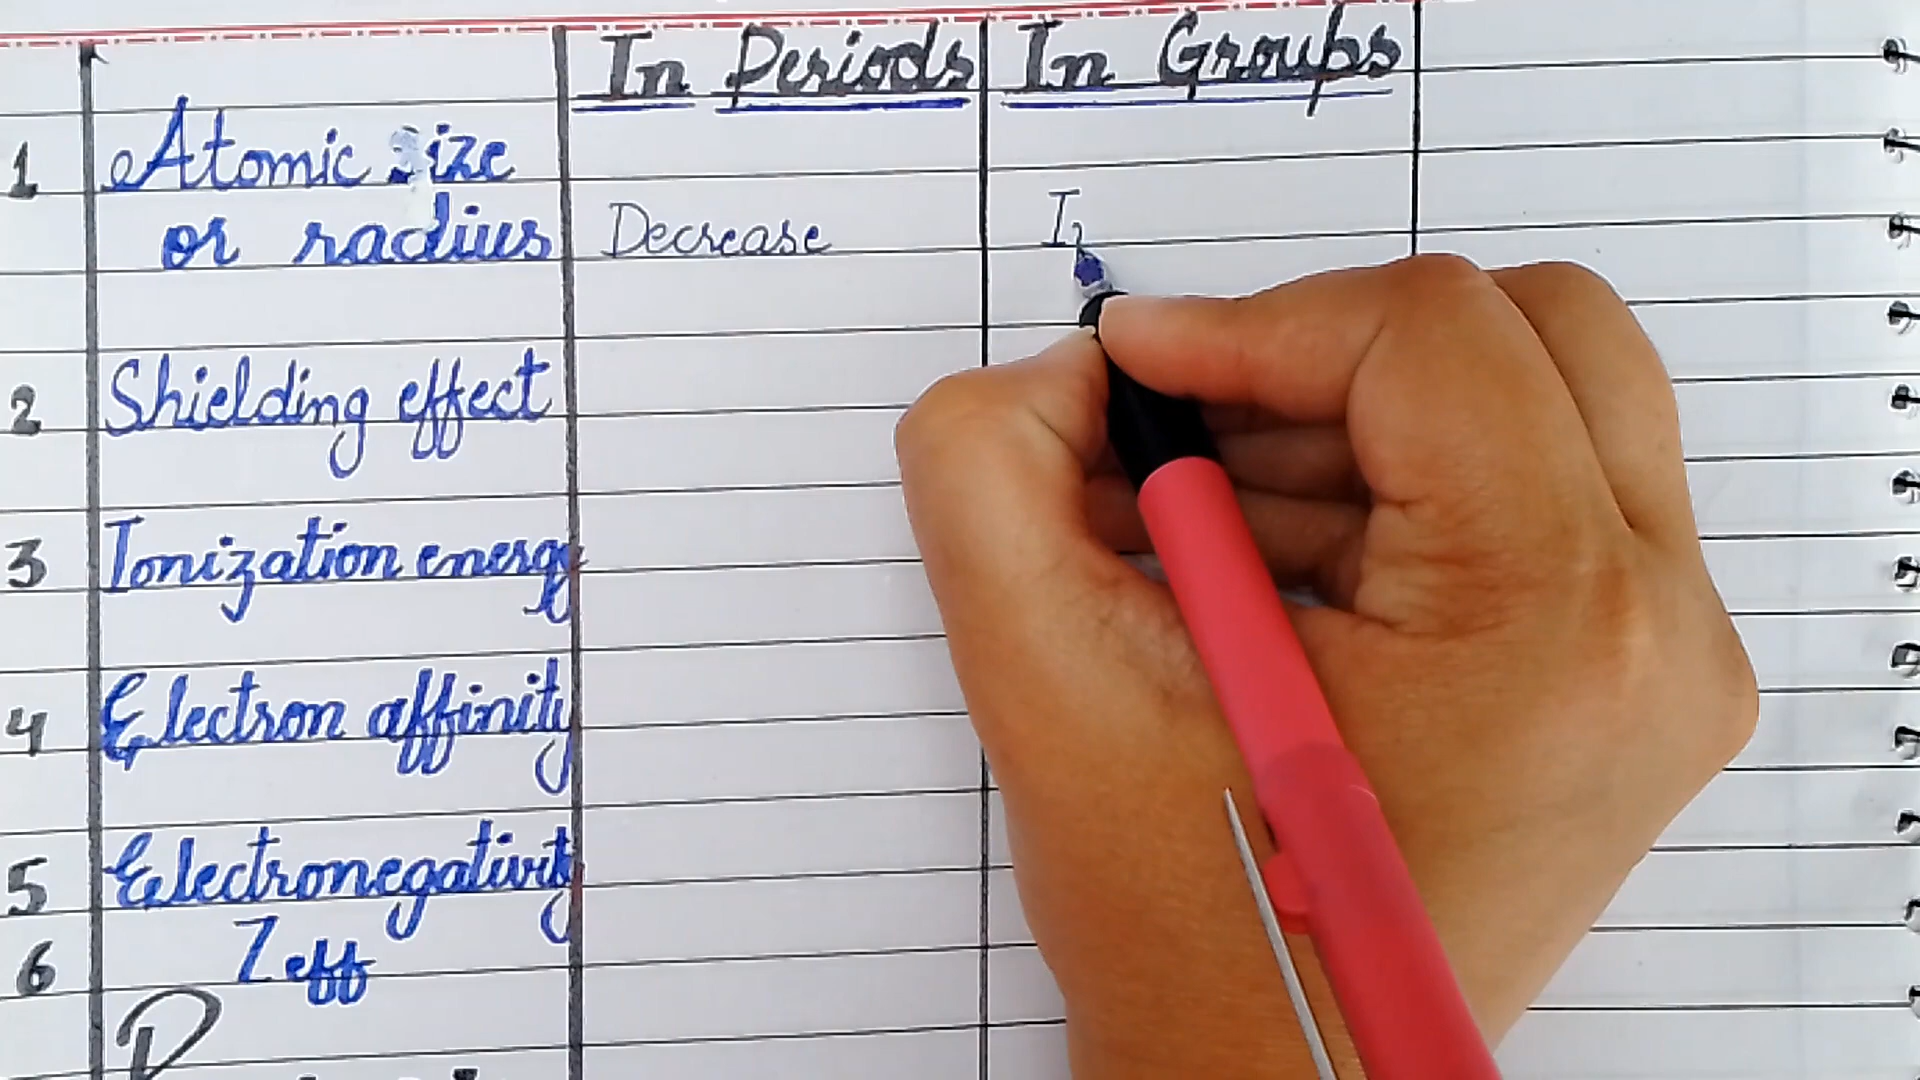 In Periods In Groups
1 Atomic size
or radius Decrease I
2 Shielding effect
3 Ionization energy
4 Electron affinity
5 Electronegativity
6 Zeff